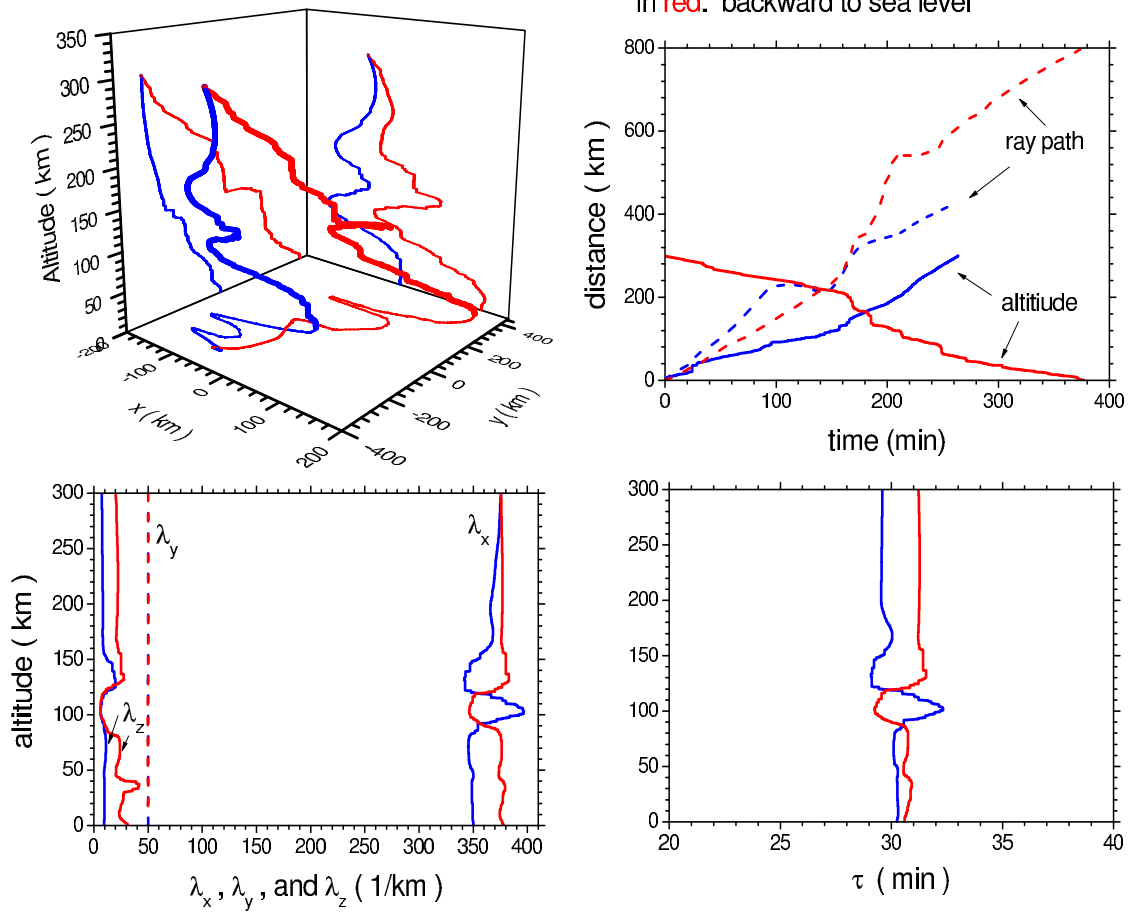 in red: backward to sea level
350
300
250
200
150
100
50
0
Altitude ( km )
-200
-100
0
100
200
x ( km )
-400
-200
0
200
400
y ( km )
800
600
400
200
0
distance ( km )
ray path
altitiude
0 100 200 300 400
time (min)
300
250
200
150
100
50
0
altitude ( km )
λy
λx
λz
0 50 100 150 200 250 300 350 400
λx , λy , and λz ( 1/km )
300
250
200
150
100
50
0
20 25 30 35 40
τ ( min )